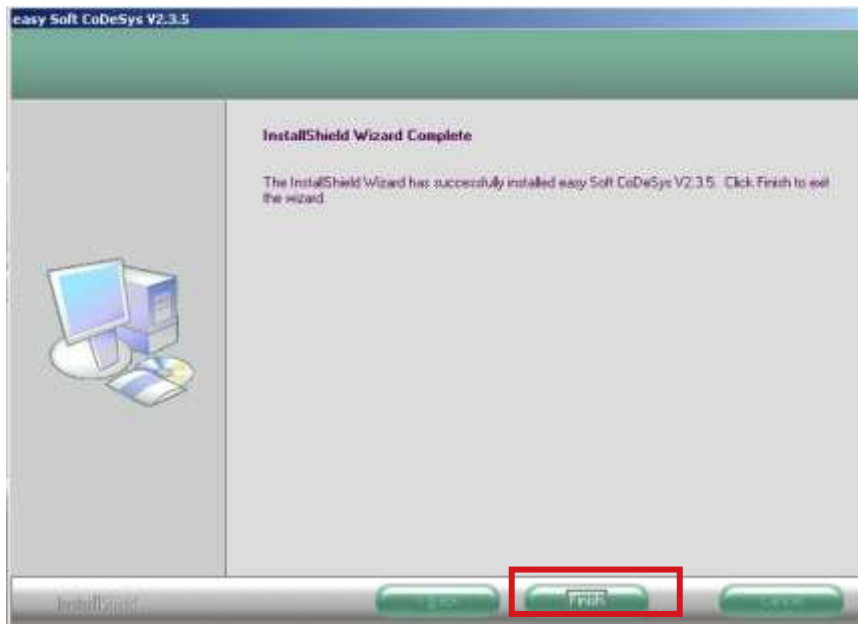 easy Soft CoDeSys V2.3.5
InstallShield Wizard Complete
The InstallShield Wizard has successfully installed easy Soft CoDeSys V2.3.5. Click Finish to exit
the wizard.
InstallShield
Finish
Cancel